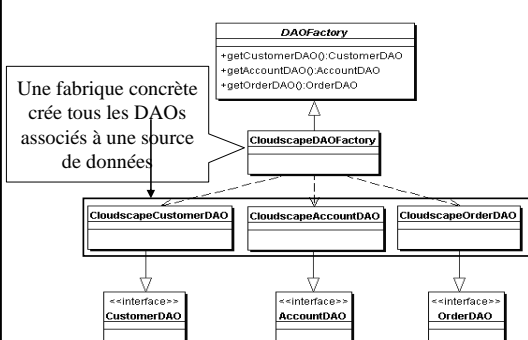 DAOFactory
+getCustomerDAO():CustomerDAO
+getAccountDAO():AccountDAO
+getOrderDAO():OrderDAO
Une fabrique concrète
crée tous les DAOs
associés à une source
de données
CloudscapeDAOFactory
CloudscapeCustomerDAO
CloudscapeAccountDAO
CloudscapeOrderDAO
<<interface>>
CustomerDAO
<<interface>>
AccountDAO
<<interface>>
OrderDAO